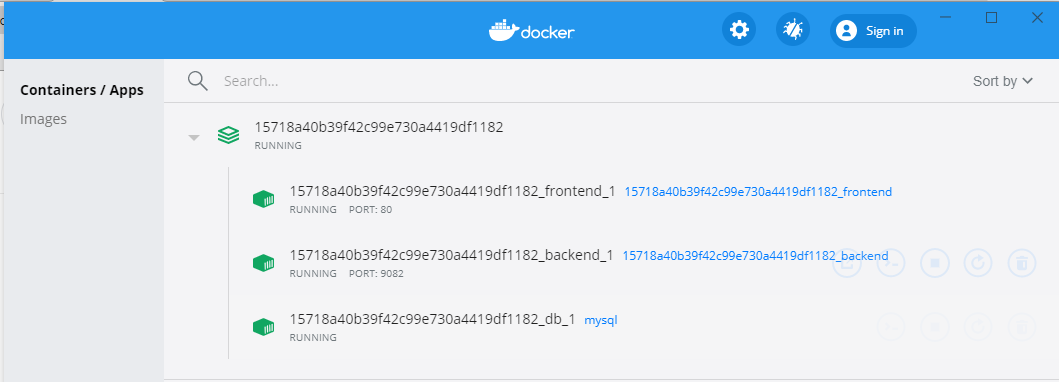 docker
Sign in
Containers / Apps
Images
Search...
Sort by
15718a40b39f42c99e730a4419df1182
RUNNING
15718a40b39f42c99e730a4419df1182_frontend_1 15718a40b39f42c99e730a4419df1182_frontend
RUNNING PORT: 80
15718a40b39f42c99e730a4419df1182_backend_1 15718a40b39f42c99e730a4419df1182_backend
RUNNING PORT: 9082
15718a40b39f42c99e730a4419df1182_db_1 mysql
RUNNING